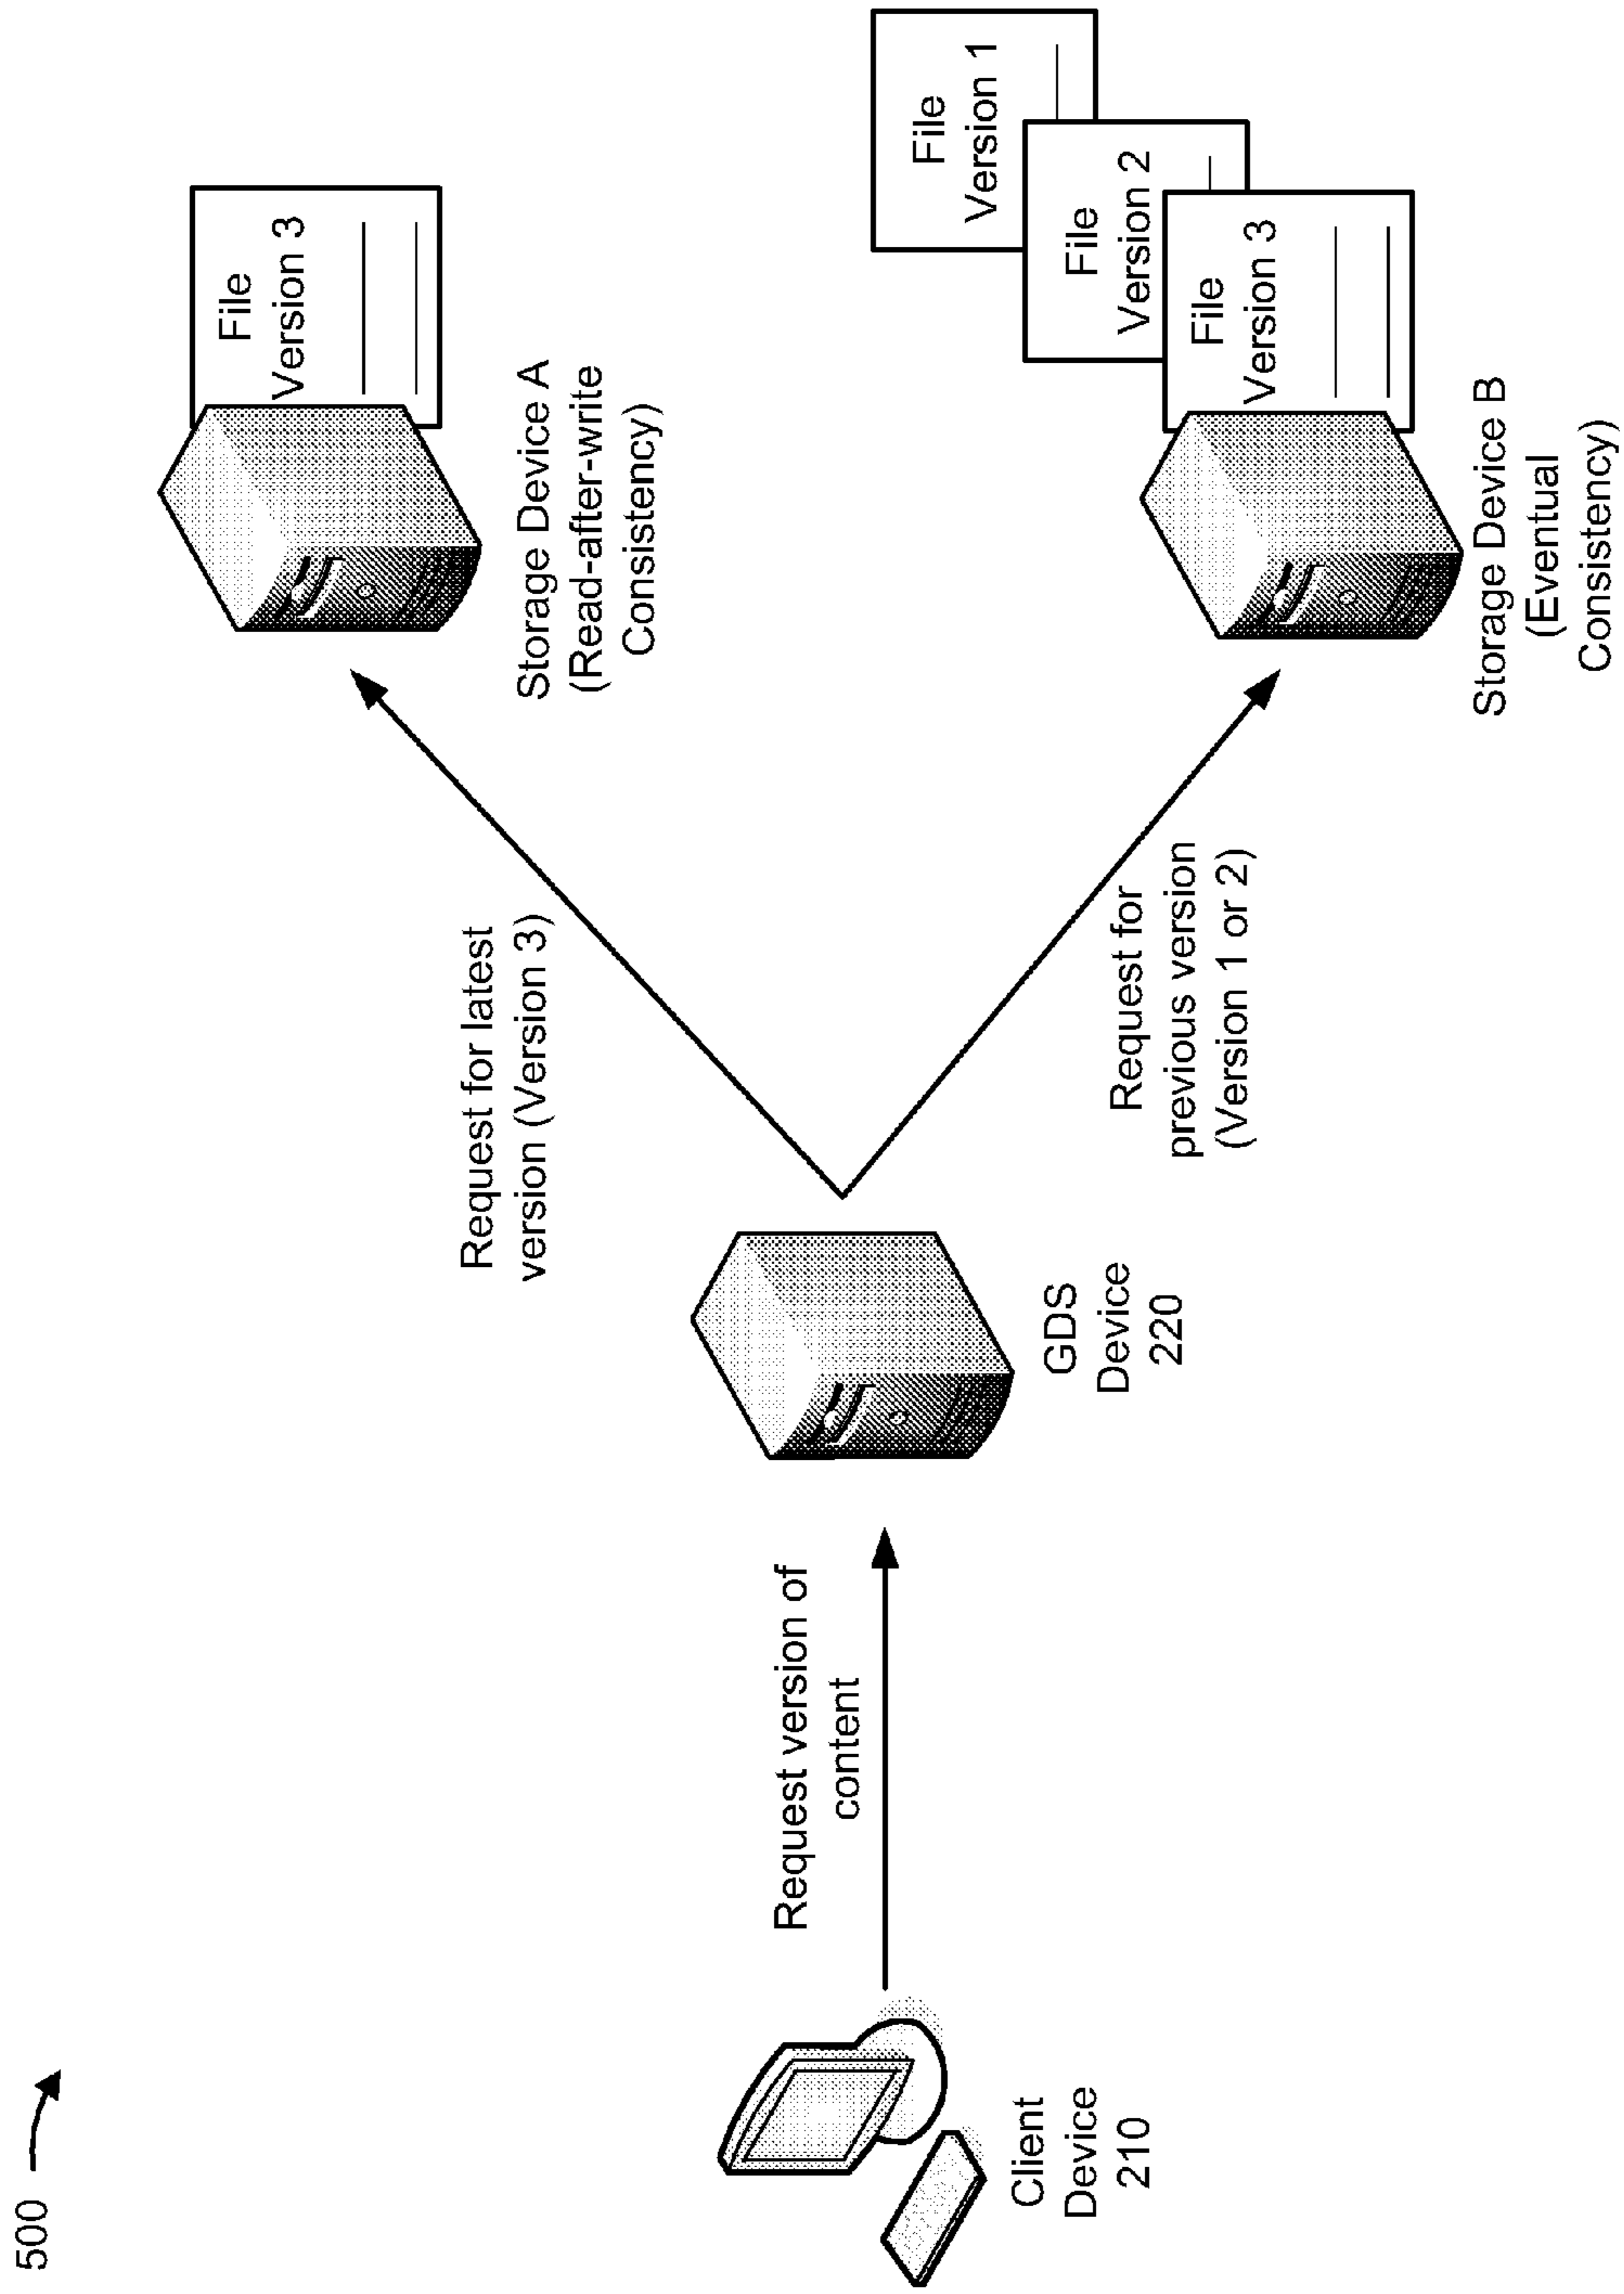 500
Client
Device
210
Request version of
content
GDS
Device
220
Request for latest
version (Version 3)
Request for
previous version
(Version 1 or 2)
File
Version 3
Storage Device A
(Read-after-write
Consistency)
File
Version 1
File
Version 2
File
Version 3
Storage Device B
(Eventual
Consistency)